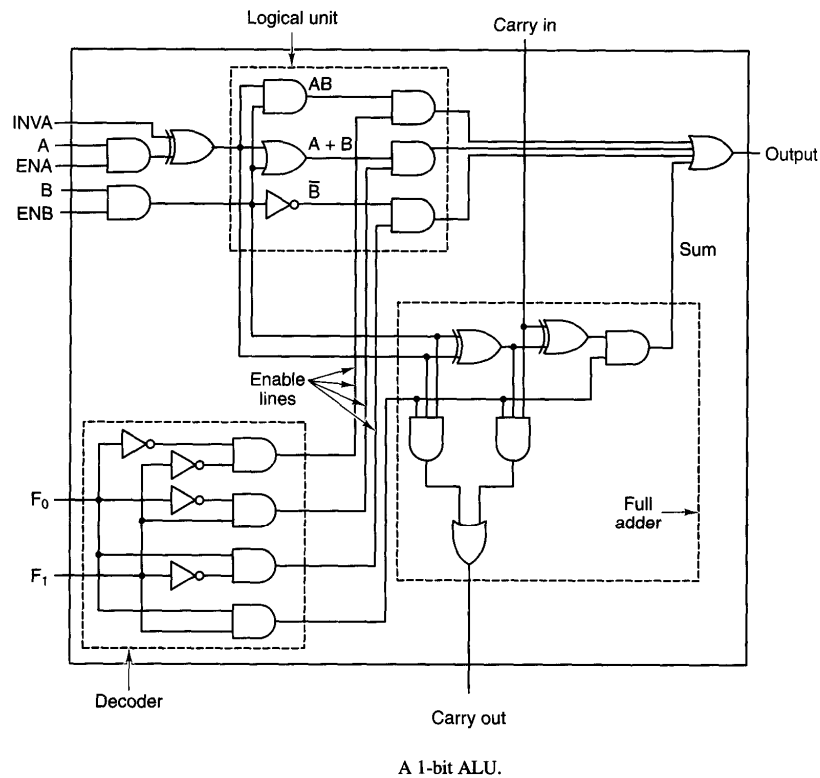 Logical unit
Carry in
INVA
A
ENA
B
ENB
AB
A + B
B̅
Output
Sum
Enable
lines
F₀
F₁
Full
adder
Decoder
Carry out
A 1-bit ALU.